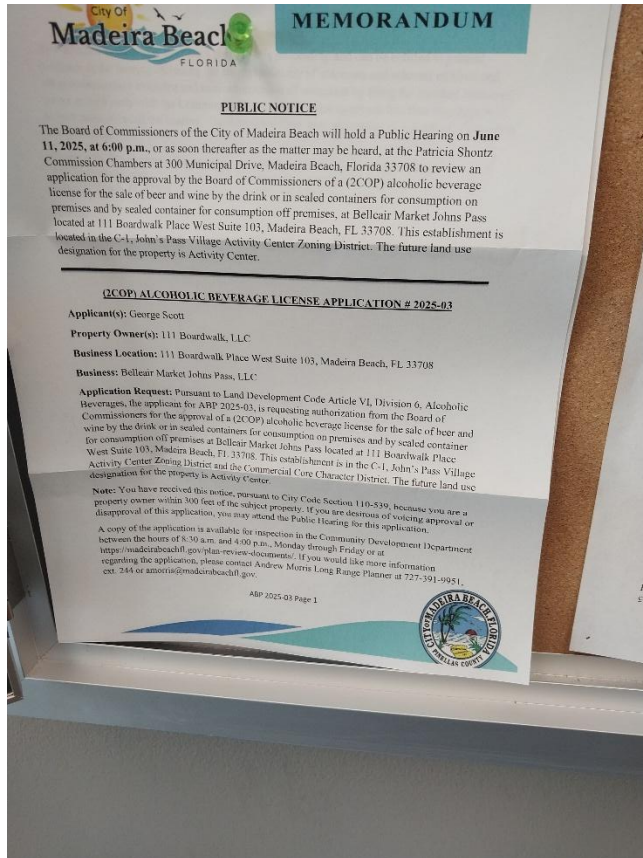 City Of
Madeira Beach
FLORIDA
MEMORANDUM
PUBLIC NOTICE
The Board of Commissioners of the City of Madeira Beach will hold a Public Hearing on June
11, 2025, at 6:00 p.m., or as soon thereafter as the matter may be heard, at the Patricia Shontz
Commission Chambers at 300 Municipal Drive, Madeira Beach, Florida 33708 to review an
application for the approval by the Board of Commissioners of a (2COP) alcoholic beverage
license for the sale of beer and wine by the drink or in sealed containers for consumption on
premises and by sealed container for consumption off premises, at Bellcair Market Johns Pass
located at 111 Boardwalk Place West Suite 103, Madeira Beach, FL 33708. This establishment is
located in the C-1, John's Pass Village Activity Center Zoning District. The future land use
designation for the property is Activity Center.
(2COP) ALCOHOLIC BEVERAGE LICENSE APPLICATION # 2025-03
Applicant(s): George Scott
Property Owner(s): 111 Boardwalk, LLC
Business Location: 111 Boardwalk Place West Suite 103, Madeira Beach, FL 33708
Business: Belleair Market Johns Pass, LLC
Application Request: Pursuant to Land Development Code Article VI, Division 6, Alcoholic
Beverages, the applicant for ABP 2025-03, is requesting authorization from the Board of
Commissioners for the approval of a (2COP) alcoholic beverage license for the sale of beer and
wine by the drink or in sealed containers for consumption on premises and by sealed container
for consumption off premises at Bellcair Market Johns Pass located at 111 Boardwalk Place
West Suite 103, Madeira Beach, FL 33708. This establishment is in the C-1, John's Pass Village
Activity Center Zoning District and the Commercial Core Character District. The future land use
designation for the property is Activity Center.
Note: You have received this notice, pursuant to City Code Section 110-539, because you are a
property owner within 300 feet of the subject property. If you are desirous of voicing approval or
disapproval of this application, you may attend the Public Hearing for this application.
A copy of the application is available for inspection in the Community Development Department
between the hours of 8:30 a.m. and 4:00 p.m., Monday through Friday or at
https://madeirabeachfl.gov/plan-review-documents/. If you would like more information
regarding the application, please contact Andrew Morris Long Range Planner at 727-391-9951,
ext. 244 or amorris@madeirabeachfl.gov.
ABP 2025-03 Page 1
CITY OF MADEIRA BEACH, FLORIDA
PINELLAS COUNTY